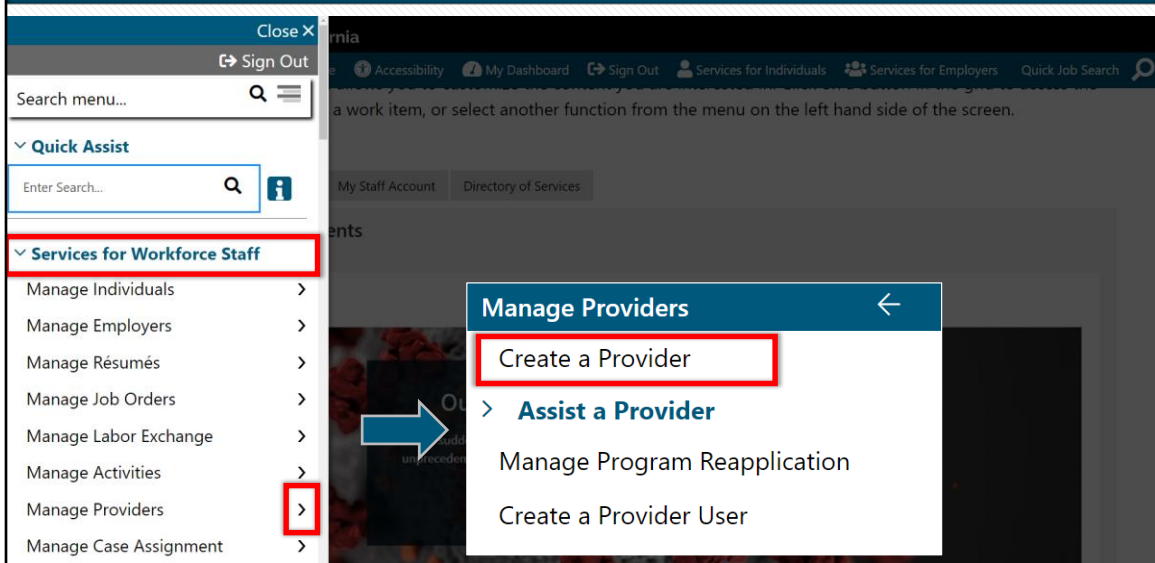 Close ×
rnia
Sign Out
Accessibility My Dashboard Sign Out Services for Individuals Services for Employers Quick Job Search
Search menu...
a work item, or select another function from the menu on the left hand side of the screen.
Quick Assist
Enter Search...
My Staff Account Directory of Services
ents
Services for Workforce Staff
Manage Individuals
Manage Employers
Manage Résumés
Manage Job Orders
Manage Labor Exchange
Manage Activities
Manage Providers
Manage Case Assignment
Manage Providers
Create a Provider
Assist a Provider
Manage Program Reapplication
Create a Provider User